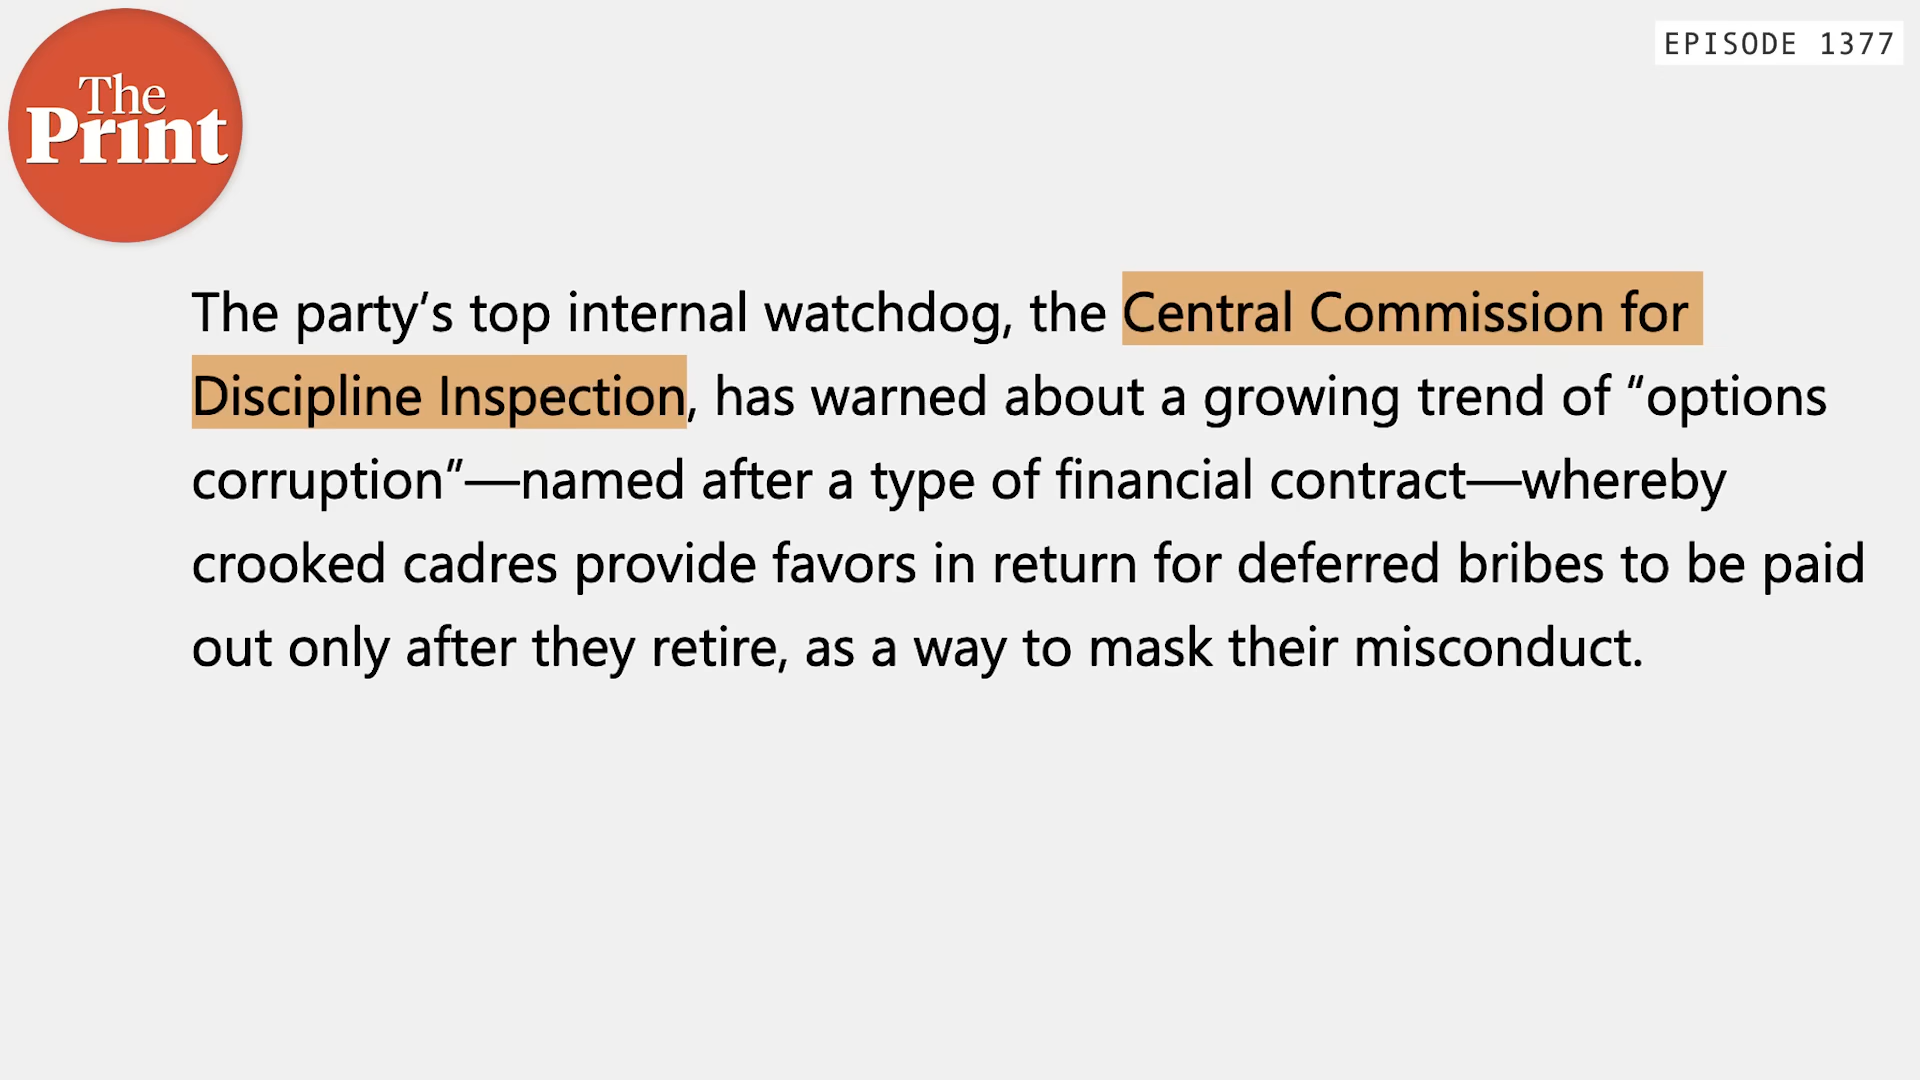 The
Print
EPISODE 1377
The party’s top internal watchdog, the Central Commission for
Discipline Inspection, has warned about a growing trend of “options
corruption”—named after a type of financial contract—whereby
crooked cadres provide favors in return for deferred bribes to be paid
out only after they retire, as a way to mask their misconduct.